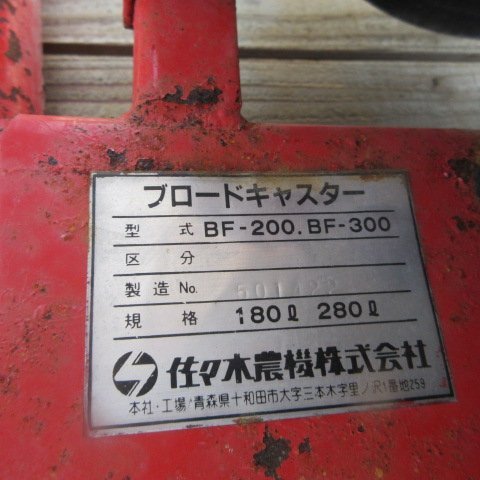 ブロードキャスター
型式 BF-200.BF-300
区分
製造No. 501422
規格 180ℓ 280ℓ
佐々木農機株式会社
本社・工場/青森県十和田市大字三本木字里ノ沢1番地259